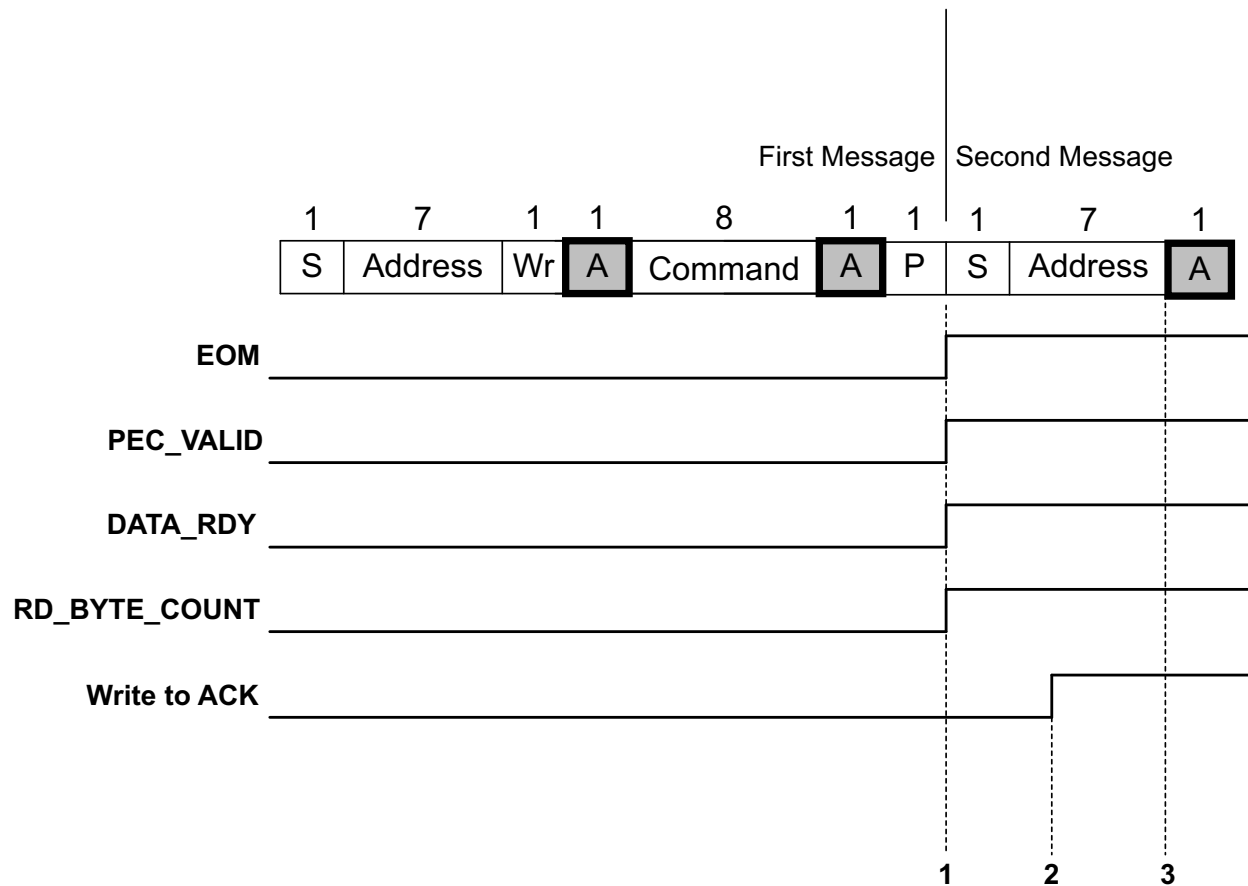 First Message Second Message
1 7 1 1 8 1 1 1 7 1
S Address Wr A Command A P S Address A
EOM
PEC_VALID
DATA_RDY
RD_BYTE_COUNT
Write to ACK
1 2 3